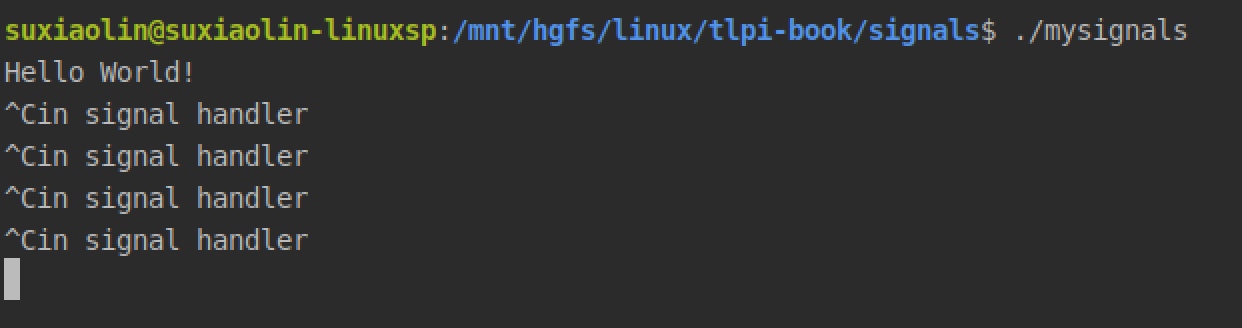 suxiaolin@suxiaolin-linuxsp:/mnt/hgfs/linux/tlpi-book/signals$ ./mysignals
Hello World!
^Cin signal handler
^Cin signal handler
^Cin signal handler
^Cin signal handler